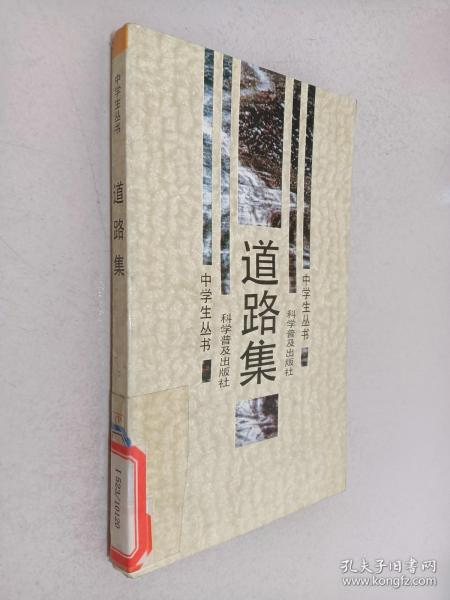 中学生丛书
道路集
I 523/10120
道路集
中学生丛书
科学普及出版社
中学生丛书
科学普及出版社
孔夫子旧书网
www.kongfz.com